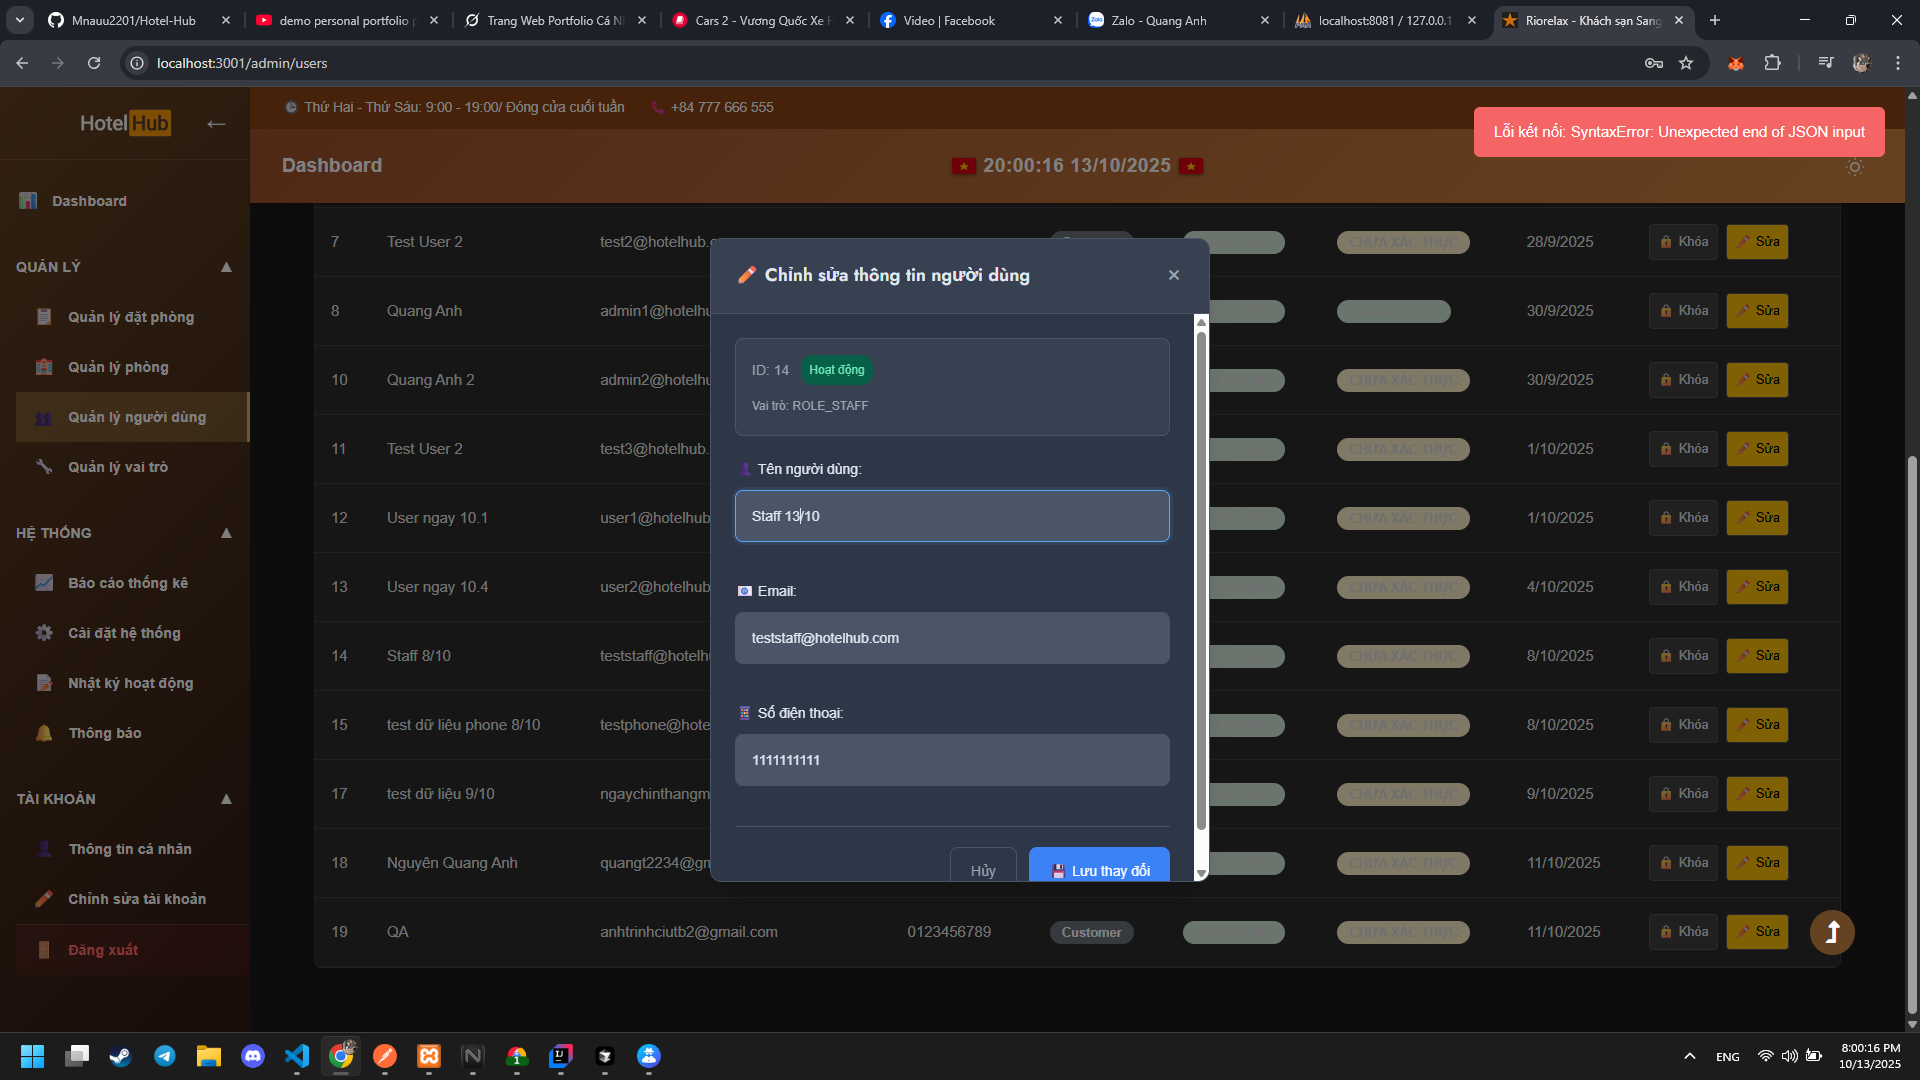 Mnauu2201/Hotel-Hub
demo personal portfolio
Trang Web Portfolio Cá N
Cars 2 - Vương Quốc Xe H
Video | Facebook
Zalo - Quang Anh
localhost:8081 / 127.0.0.1
Riorelax - Khách sạn Sang
localhost:3001/admin/users
HotelHub
Thứ Hai - Thứ Sáu: 9:00 - 19:00/ Đóng cửa cuối tuần
+84 777 666 555
Lỗi kết nối: SyntaxError: Unexpected end of JSON input
Dashboard
20:00:16 13/10/2025
Dashboard
QUẢN LÝ
Quản lý đặt phòng
Quản lý phòng
Quản lý người dùng
Quản lý vai trò
HỆ THỐNG
Báo cáo thống kê
Cài đặt hệ thống
Nhật ký hoạt động
Thông báo
TÀI KHOẢN
Thông tin cá nhân
Chỉnh sửa tài khoản
Đăng xuất
7 Test User 2 test2@hotelhub. CHƯA XÁC THỰC 28/9/2025 Khóa Sửa
8 Quang Anh admin1@hotelhu 30/9/2025 Khóa Sửa
10 Quang Anh 2 admin2@hotelhu CHƯA XÁC THỰC 30/9/2025 Khóa Sửa
11 Test User 2 test3@hotelhub. CHƯA XÁC THỰC 1/10/2025 Khóa Sửa
12 User ngay 10.1 user1@hotelhub CHƯA XÁC THỰC 1/10/2025 Khóa Sửa
13 User ngay 10.4 user2@hotelhub CHƯA XÁC THỰC 4/10/2025 Khóa Sửa
14 Staff 8/10 teststaff@hotelh CHƯA XÁC THỰC 8/10/2025 Khóa Sửa
15 test dữ liệu phone 8/10 testphone@hote CHƯA XÁC THỰC 8/10/2025 Khóa Sửa
17 test dữ liệu 9/10 ngaychinthangm CHƯA XÁC THỰC 9/10/2025 Khóa Sửa
18 Nguyên Quang Anh quangt2234@gm CHƯA XÁC THỰC 11/10/2025 Khóa Sửa
19 QA anhtrinhciutb2@gmail.com 0123456789 Customer CHƯA XÁC THỰC 11/10/2025 Khóa Sửa
Chỉnh sửa thông tin người dùng
ID: 14 Hoạt động
Vai trò: ROLE_STAFF
Tên người dùng:
Staff 13/10
Email:
teststaff@hotelhub.com
Số điện thoại:
1111111111
Hủy
Lưu thay đổi
ENG
8:00:16 PM
10/13/2025